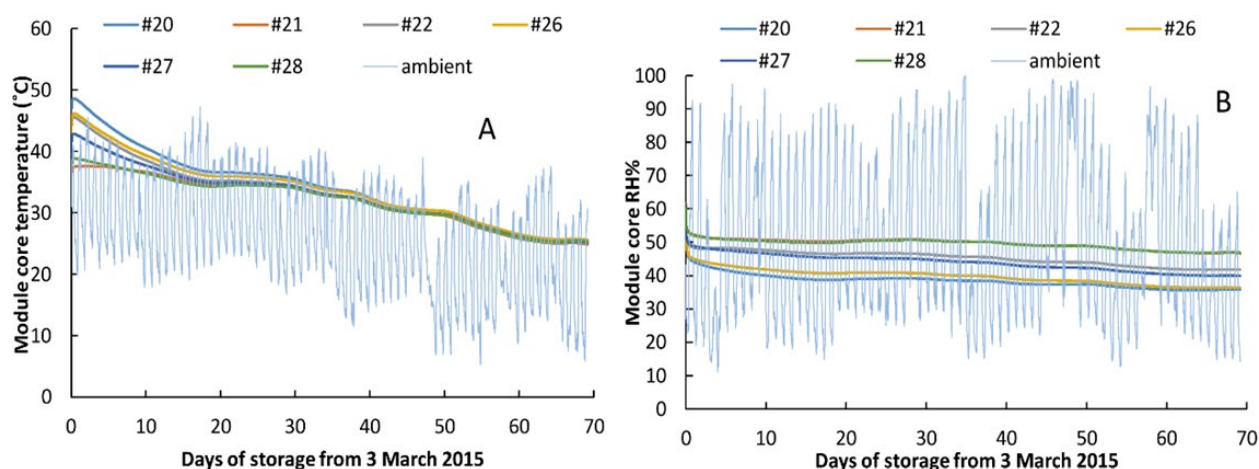 #20 #21 #22 #26
#27 #28 ambient
A
Module core temperature (˚C)
60
50
40
30
20
10
0
0 10 20 30 40 50 60 70
Days of storage from 3 March 2015
#20 #21 #22 #26
#27 #28 ambient
B
Module core RH%
100
90
80
70
60
50
40
30
20
10
0
0 10 20 30 40 50 60 70
Days of storage from 3 March 2015